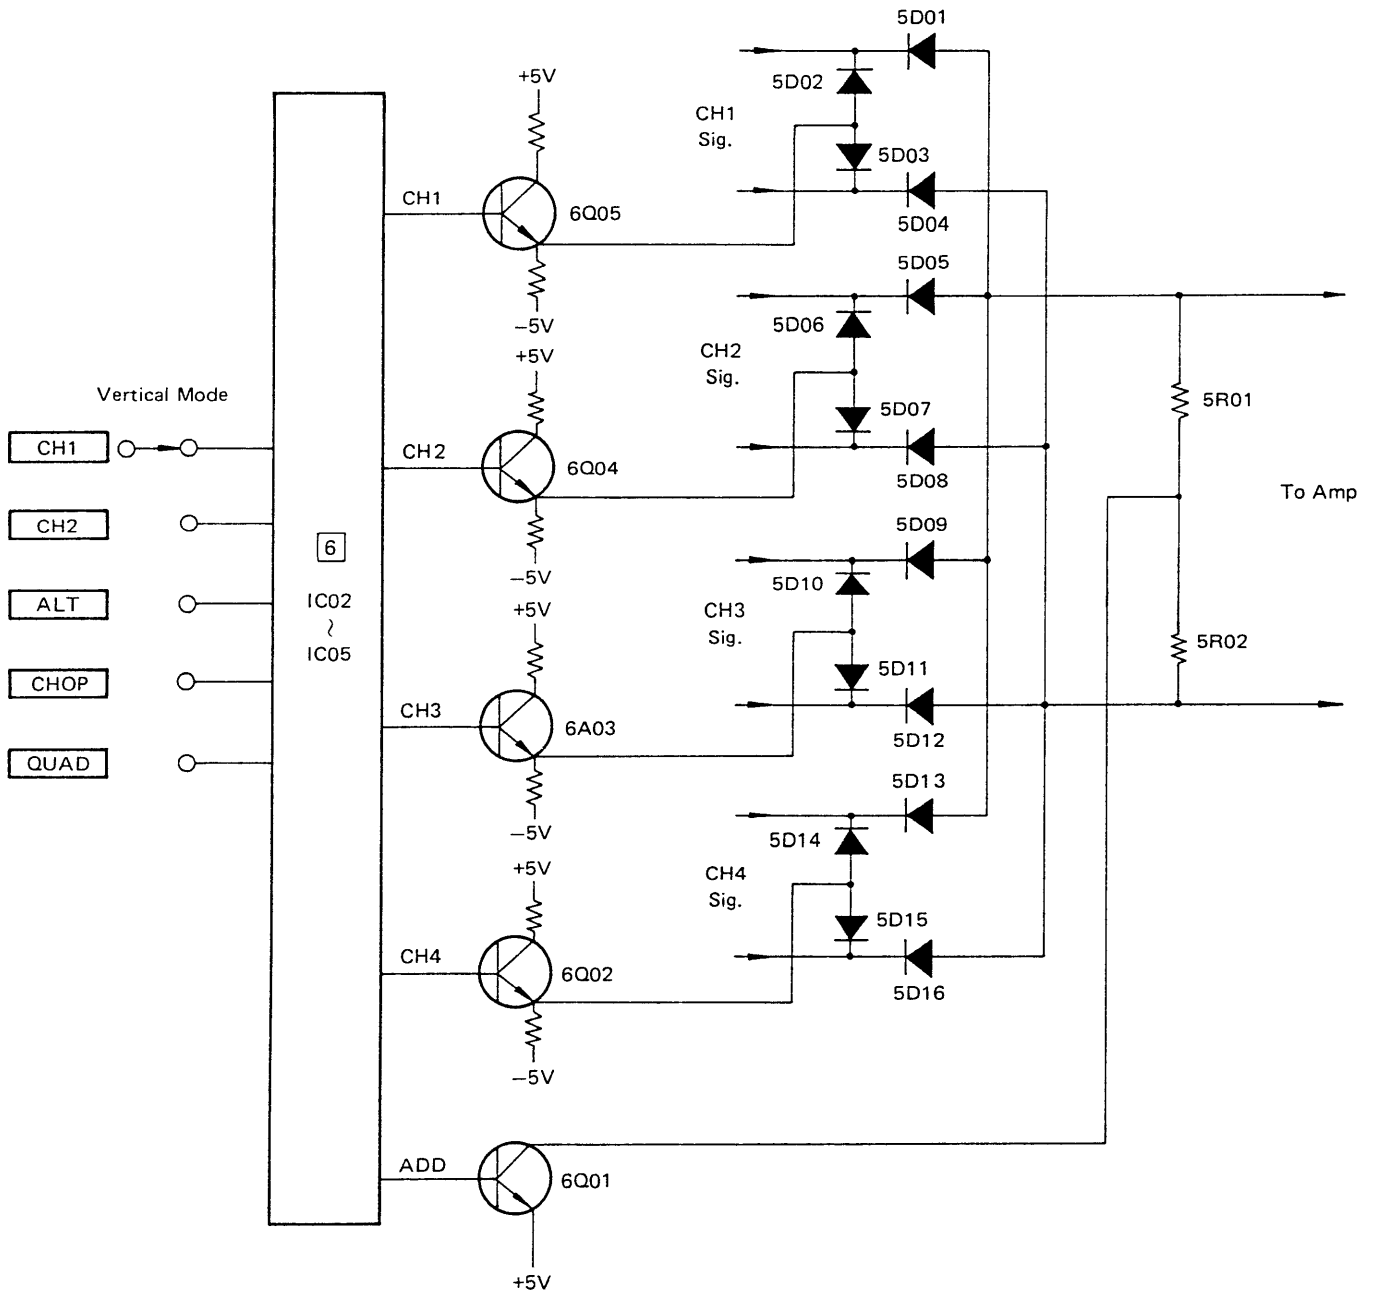 Vertical Mode
CH1
CH2
ALT
CHOP
QUAD
6
IC02
~
IC05
+5V
CH1
6Q05
−5V
+5V
CH2
6Q04
−5V
+5V
CH3
6A03
−5V
+5V
CH4
6Q02
−5V
ADD
6Q01
+5V
5D01
5D02
CH1
Sig.
5D03
5D04
5D05
5D06
CH2
Sig.
5D07
5D08
5D09
5D10
CH3
Sig.
5D11
5D12
5D13
5D14
CH4
Sig.
5D15
5D16
5R01
To Amp
5R02